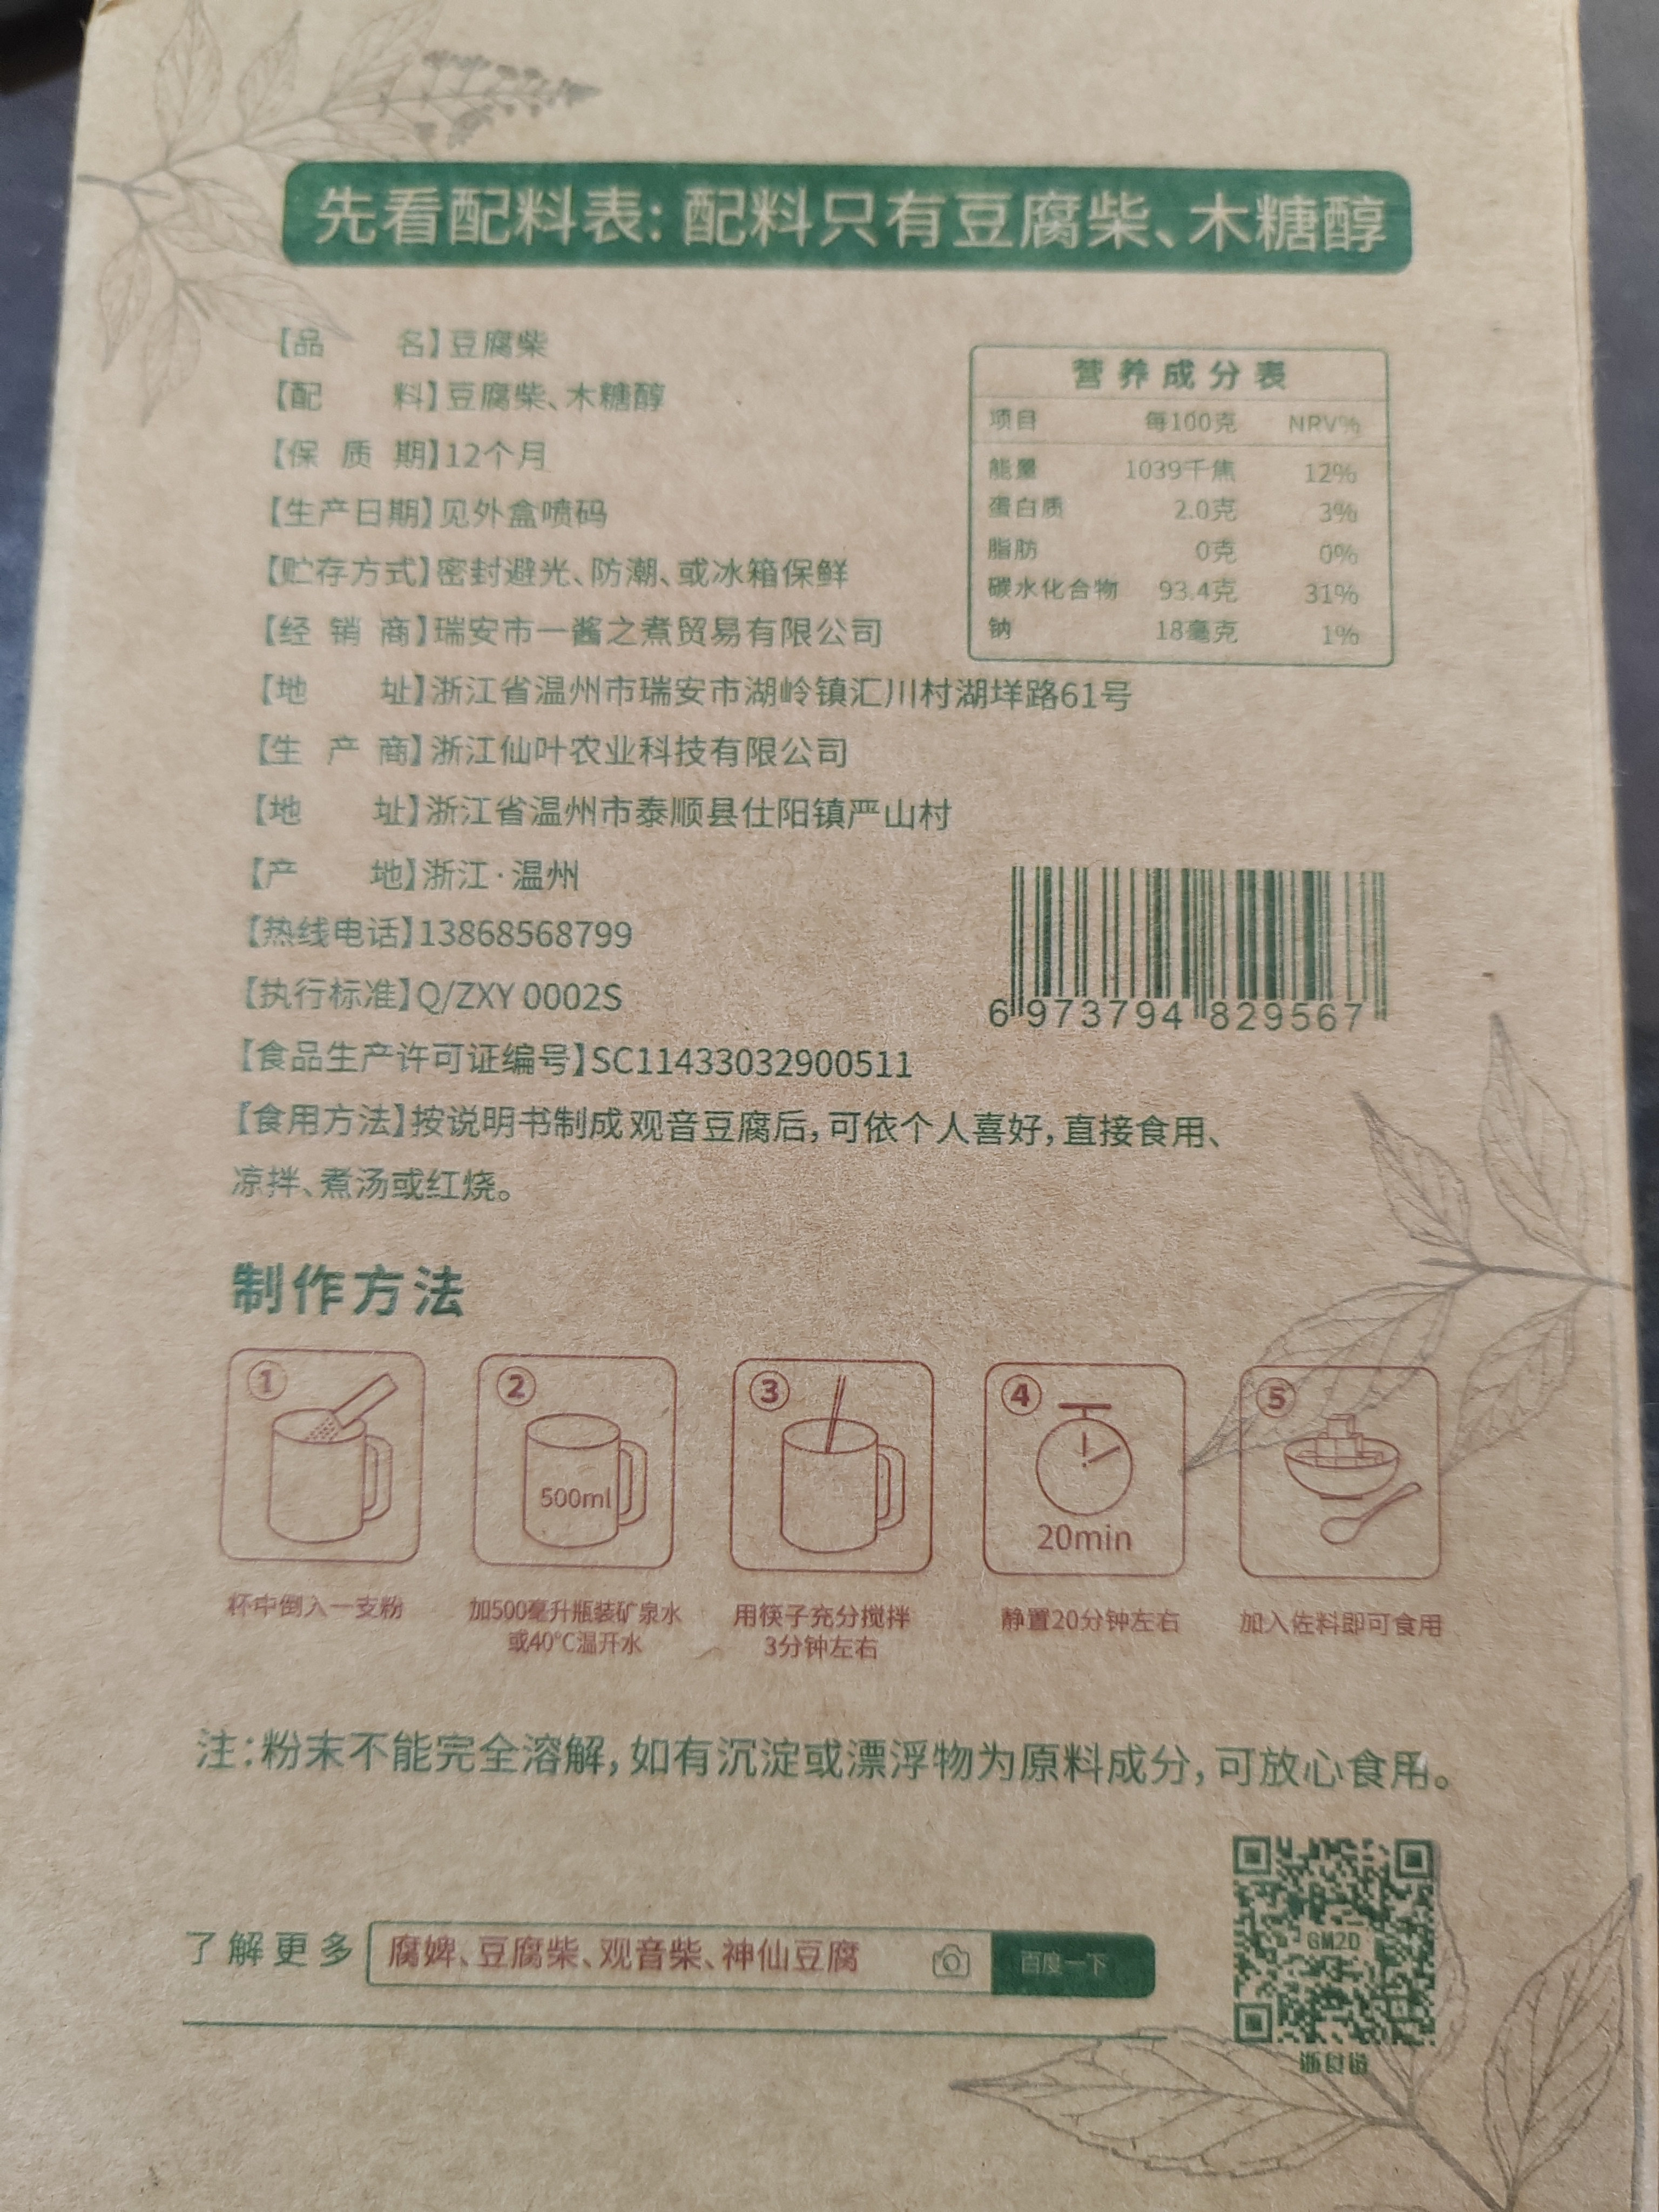 先看配料表: 配料只有豆腐柴、木糖醇
【品 名】豆腐柴
【配 料】豆腐柴、木糖醇
【保 质 期】12个月
【生产日期】见外盒喷码
【贮存方式】密封避光、防潮、或冰箱保鲜
【经 销 商】瑞安市一酱之煮贸易有限公司
【地 址】浙江省温州市瑞安市湖岭镇汇川村湖垟路61号
【生 产 商】浙江仙叶农业科技有限公司
【地 址】浙江省温州市泰顺县仕阳镇严山村
【产 地】浙江·温州
【热线电话】13868568799
【执行标准】Q/ZXY 0002S
【食品生产许可证编号】SC11433032900511
【食用方法】按说明书制成观音豆腐后,可依个人喜好,直接食用、
凉拌、煮汤或红烧。
营养成分表
项目 每100克 NRV%
能量 1039千焦 12%
蛋白质 2.0克 3%
脂肪 0克 0%
碳水化合物 93.4克 31%
钠 18毫克 1%
6 973794 829567
制作方法
①
杯中倒入一支粉
②
500ml
加500毫升瓶装矿泉水
或40℃温开水
③
用筷子充分搅拌
3分钟左右
④
20min
静置20分钟左右
⑤
加入佐料即可食用
注:粉末不能完全溶解,如有沉淀或漂浮物为原料成分,可放心食用。
了解更多
腐婢、豆腐柴、观音柴、神仙豆腐
百度一下
GM2D
浙食链